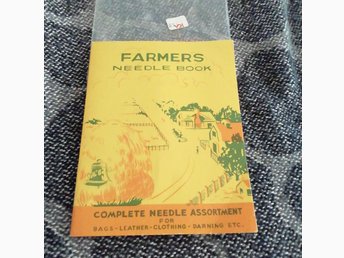 FARMERS
NEEDLE BOOK
COMPLETE NEEDLE ASSORTMENT
FOR
BAGS - LEATHER - CLOTHING - DARNING ETC.